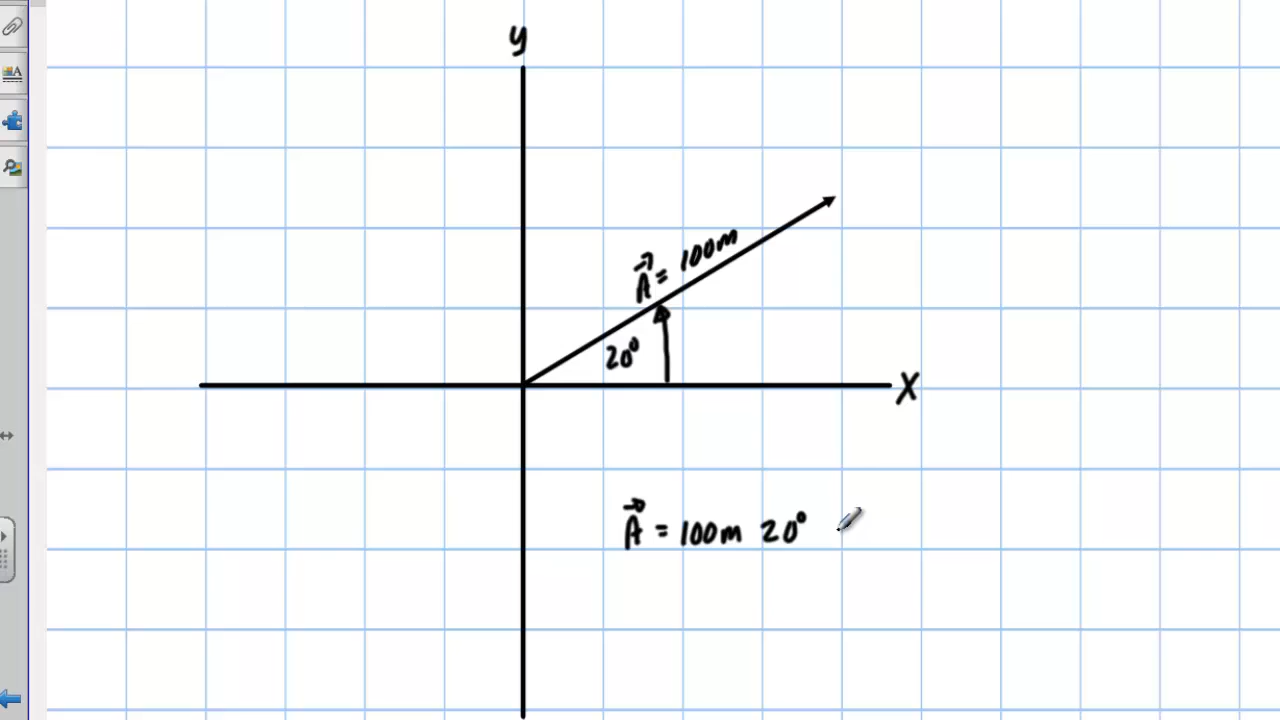 y
A⃗ = 100m
20°
X
A⃗ = 100m 20°